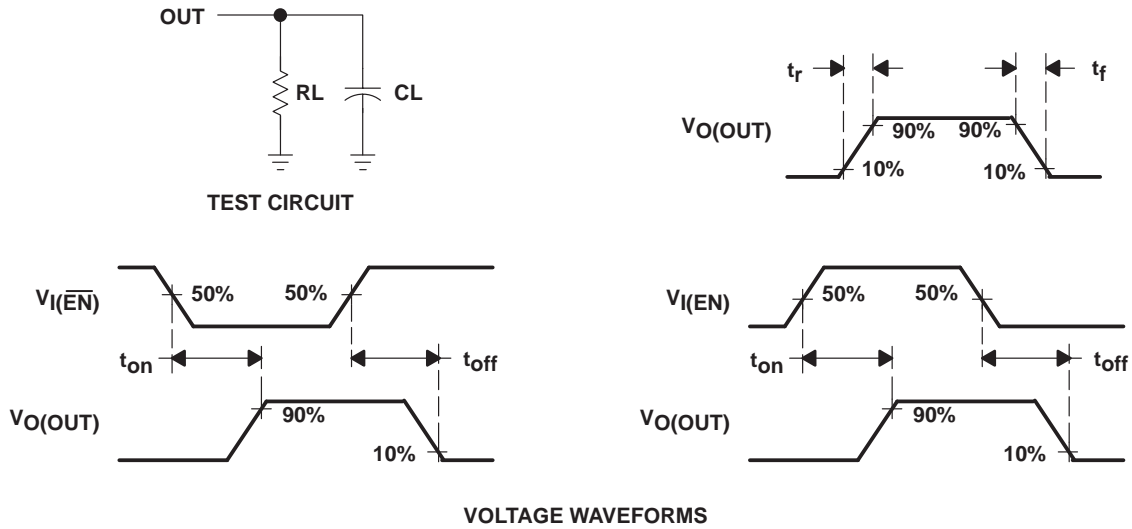 OUT
RL
CL
TEST CIRCUIT
tr
tf
VO(OUT)
90%
90%
10%
10%
VI(E̅N̅)
50%
50%
ton
toff
VO(OUT)
90%
10%
VI(EN)
50%
50%
ton
toff
VO(OUT)
90%
10%
VOLTAGE WAVEFORMS